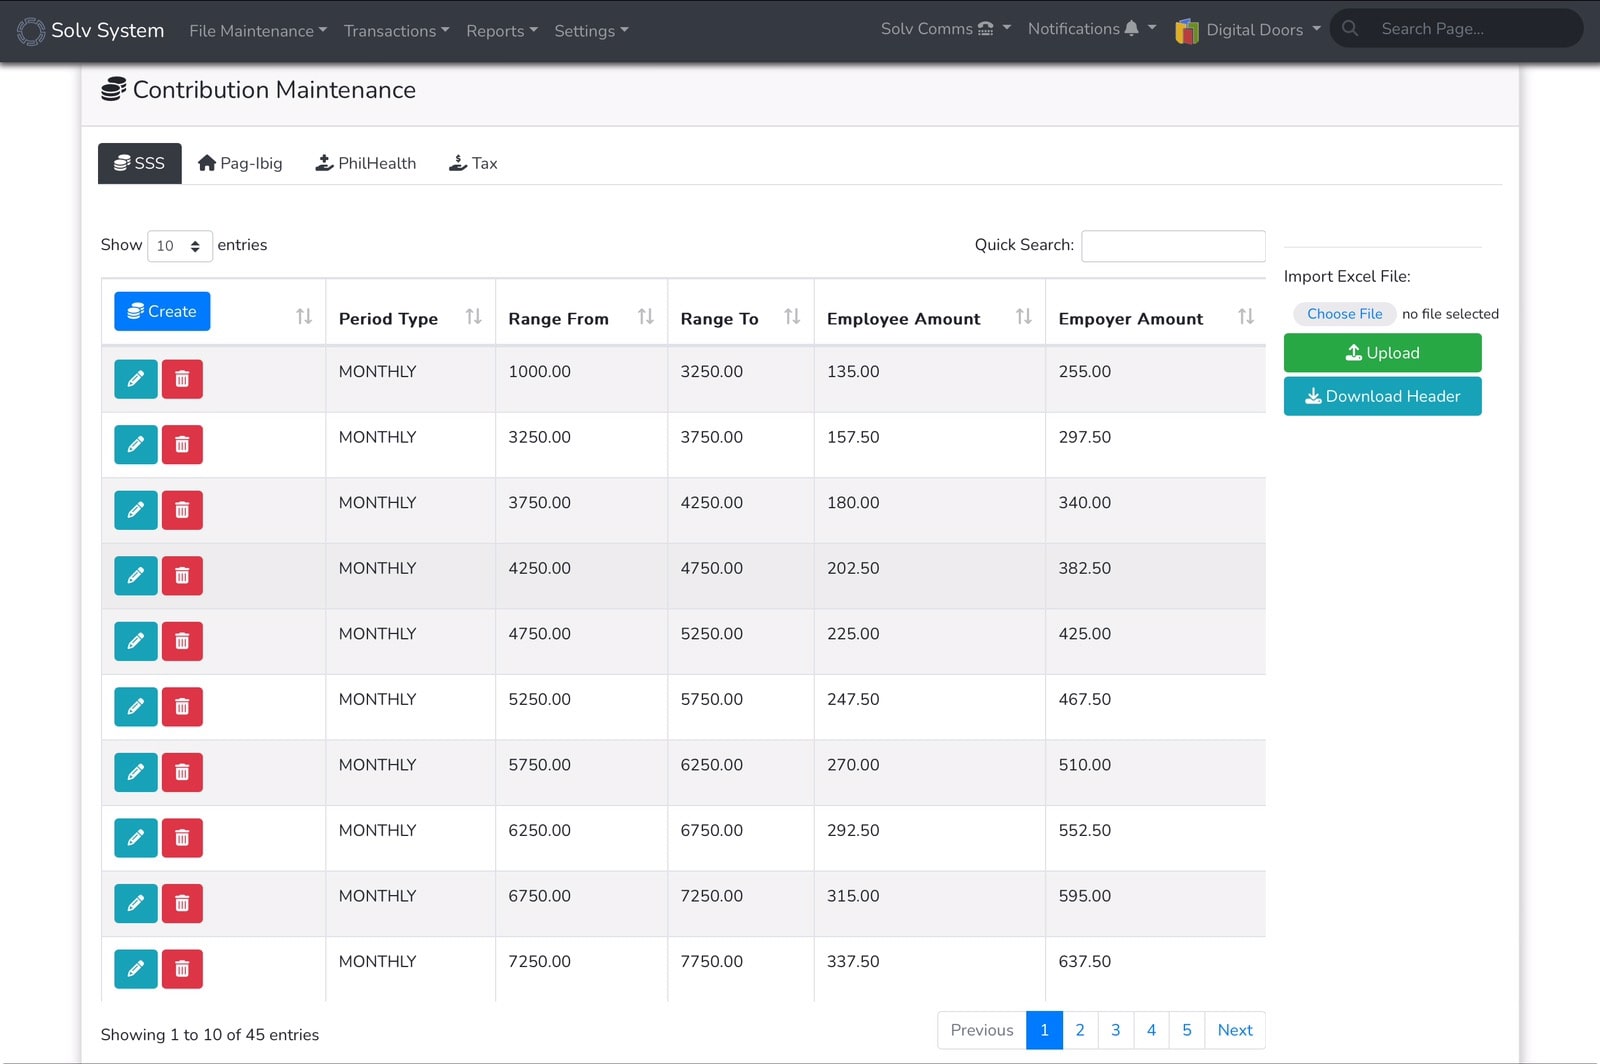 Solv System File Maintenance Transactions Reports Settings Solv Comms Notifications Digital Doors Search Page...
Contribution Maintenance
SSS Pag-Ibig PhilHealth Tax
Show 10 entries Quick Search:
Import Excel File:
Choose File no file selected
Upload
Download Header
Create Period Type Range From Range To Employee Amount Empoyer Amount
MONTHLY 1000.00 3250.00 135.00 255.00
MONTHLY 3250.00 3750.00 157.50 297.50
MONTHLY 3750.00 4250.00 180.00 340.00
MONTHLY 4250.00 4750.00 202.50 382.50
MONTHLY 4750.00 5250.00 225.00 425.00
MONTHLY 5250.00 5750.00 247.50 467.50
MONTHLY 5750.00 6250.00 270.00 510.00
MONTHLY 6250.00 6750.00 292.50 552.50
MONTHLY 6750.00 7250.00 315.00 595.00
MONTHLY 7250.00 7750.00 337.50 637.50
Showing 1 to 10 of 45 entries Previous 1 2 3 4 5 Next